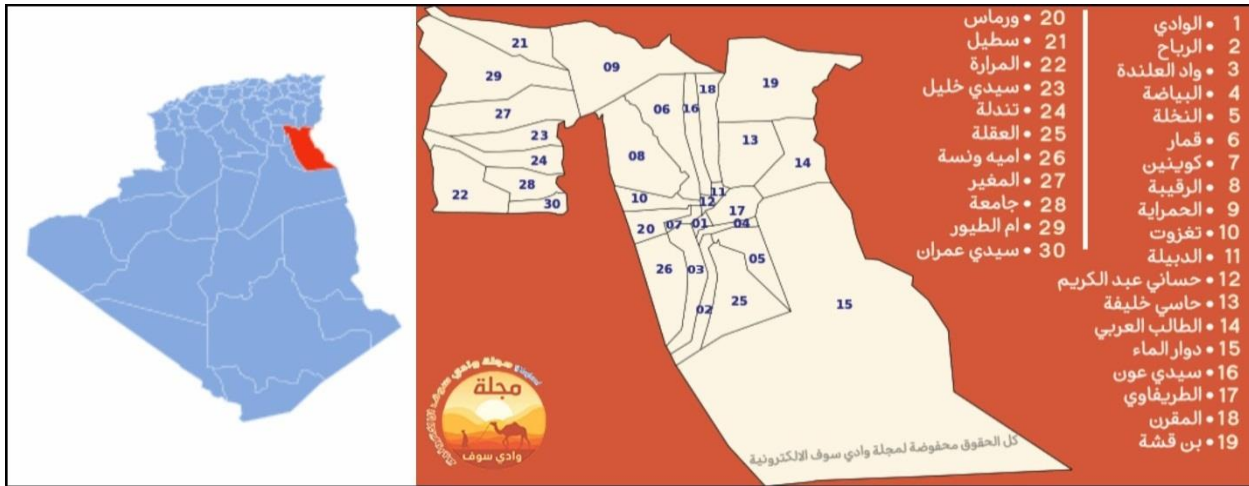 1 • الوادي
2 • الرباح
3 • واد العلندة
4 • البياضة
5 • النخلة
6 • قمار
7 • كوينين
8 • الرقيبة
9 • الحمراية
10 • تغزوت
11 • الدبيلة
12 • حساني عبد الكريم
13 • حاسي خليفة
14 • الطالب العربي
15 • دوار الماء
16 • سيدي عون
17 • الطريفاوي
18 • المقرن
19 • بن قشة
20 • ورماس
21 • سطيل
22 • المرارة
23 • سيدي خليل
24 • تندلة
25 • العقلة
26 • اميه ونسة
27 • المغير
28 • جامعة
29 • ام الطيور
30 • سيدي عمران
21
09
29
19
18
06
16
27
23
13
08
24
14
28
22
11
10
12
30
17
20
07
01
04
05
26
03
25
02
15
مجلة
وادي سوف
كل الحقوق محفوظة لمجلة وادي سوف الالكترونية